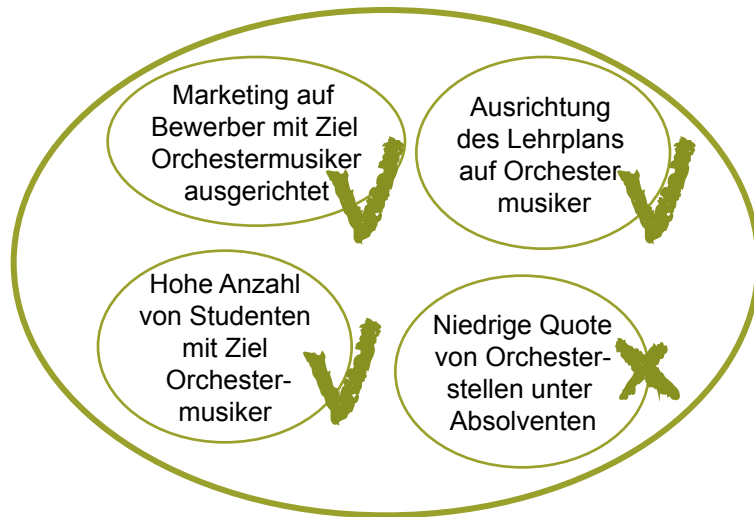 Marketing auf
Bewerber mit Ziel
Orchestermusiker
ausgerichtet
Ausrichtung
des Lehrplans
auf Orchester
musiker
Hohe Anzahl
von Studenten
mit Ziel
Orchester-
musiker
Niedrige Quote
von Orchester-
stellen unter
Absolventen